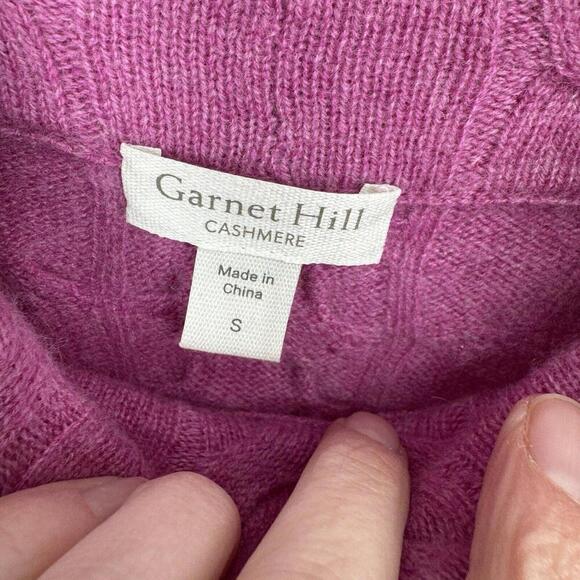 Garnet Hill
CASHMERE
Made in
China
S